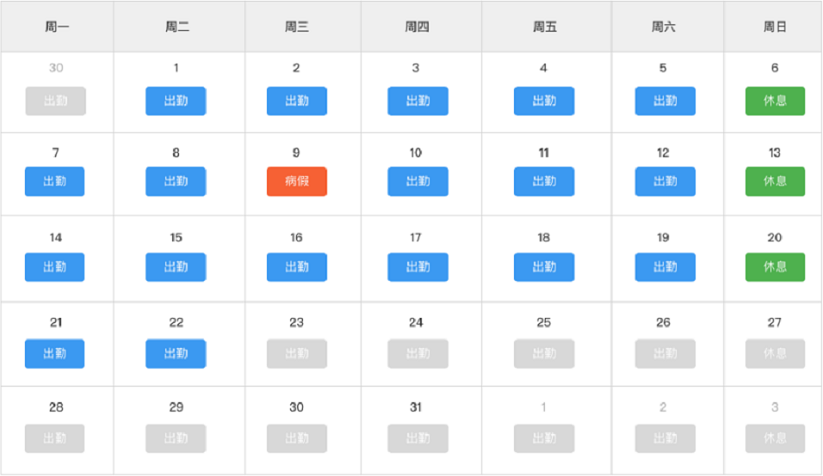 周一 周二 周三 周四 周五 周六 周日
30 1 2 3 4 5 6
出勤 出勤 出勤 出勤 出勤 出勤 休息
7 8 9 10 11 12 13
出勤 出勤 病假 出勤 出勤 出勤 休息
14 15 16 17 18 19 20
出勤 出勤 出勤 出勤 出勤 出勤 休息
21 22 23 24 25 26 27
出勤 出勤 出勤 出勤 出勤 出勤 休息
28 29 30 31 1 2 3
出勤 出勤 出勤 出勤 出勤 出勤 休息